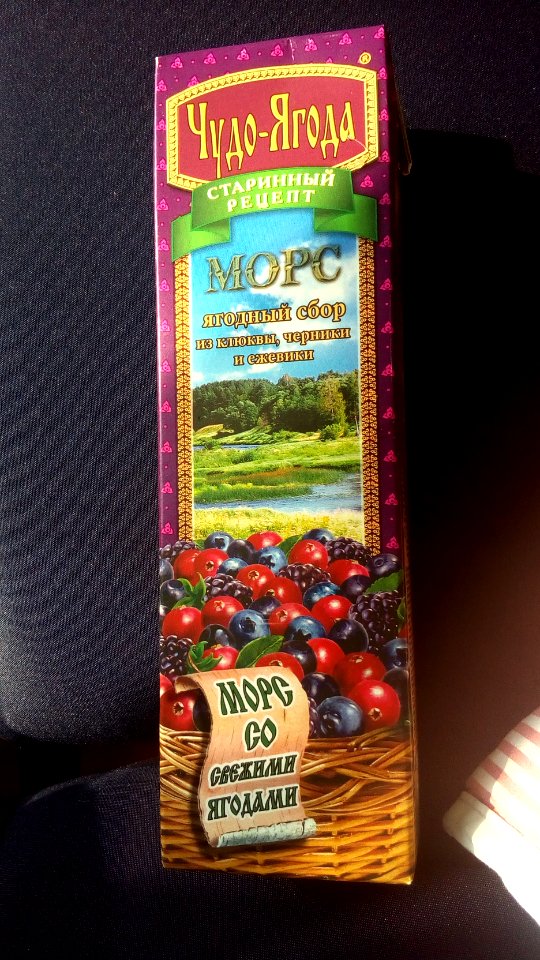 Чудо-Ягода
®
СТАРИННЫЙ
РЕЦЕПТ
МОРС
ягодный сбор
из клюквы, черники
и ежевики
МОРС
СО
СВЕЖИМИ
ЯГОДАМИ